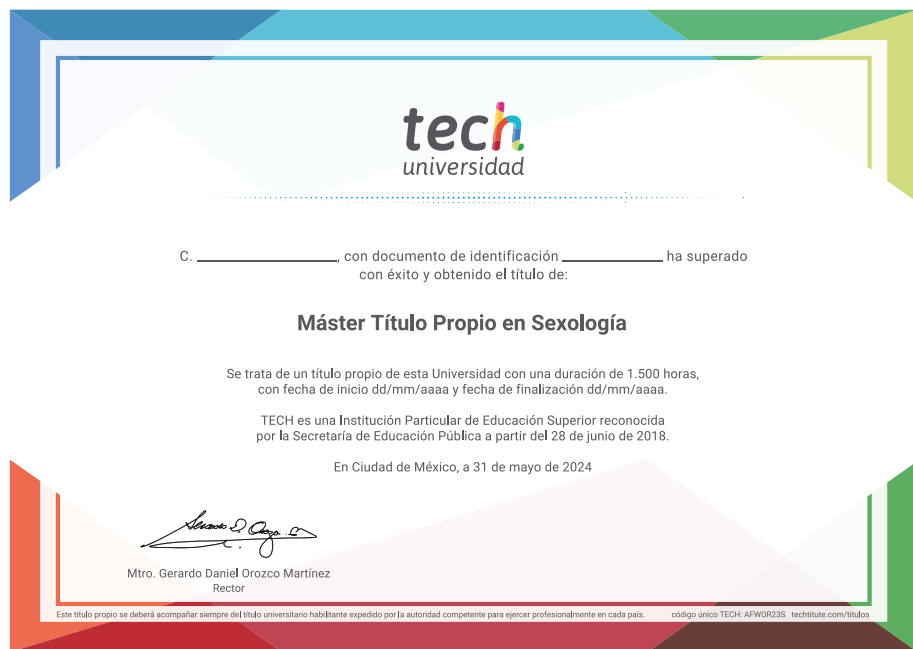 tech
universidad
C. ____________________, con documento de identificación ______________ ha superado
con éxito y obtenido el título de:
Máster Título Propio en Sexología
Se trata de un título propio de esta Universidad con una duración de 1.500 horas,
con fecha de inicio dd/mm/aaaa y fecha de finalización dd/mm/aaaa.
TECH es una Institución Particular de Educación Superior reconocida
por la Secretaría de Educación Pública a partir del 28 de junio de 2018.
En Ciudad de México, a 31 de mayo de 2024
Mtro. Gerardo Daniel Orozco Martínez
Rector
Este título propio se deberá acompañar siempre del título universitario habilitante expedido por la autoridad competente para ejercer profesionalmente en cada país. código único TECH: AFWOR23S techtitute.com/titulos